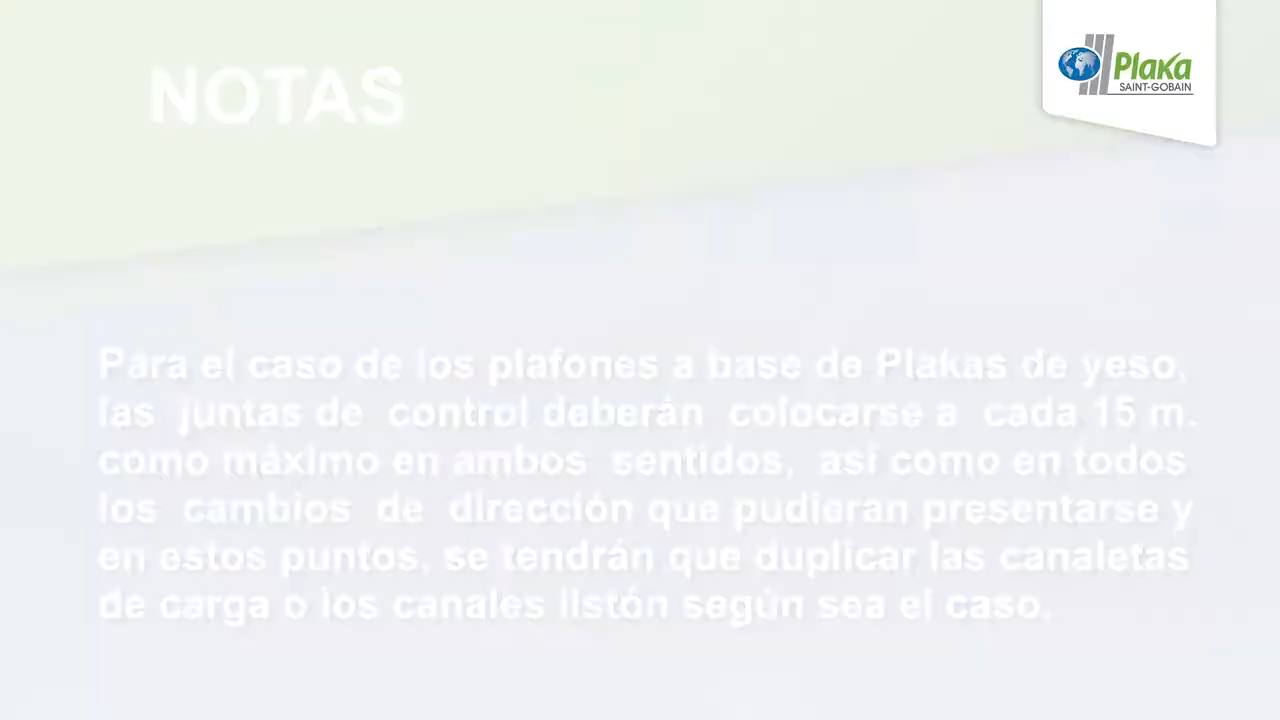 NOTAS
Plaka
SAINT-GOBAIN
Para el caso de los plafones a base de Plakas de yeso,
las juntas de control deberán colocarse a cada 15 m.
como máximo en ambos sentidos, así como en todos
los cambios de dirección que pudieran presentarse y
en estos puntos, se tendrán que duplicar las canaletas
de carga o los canales listón según sea el caso.